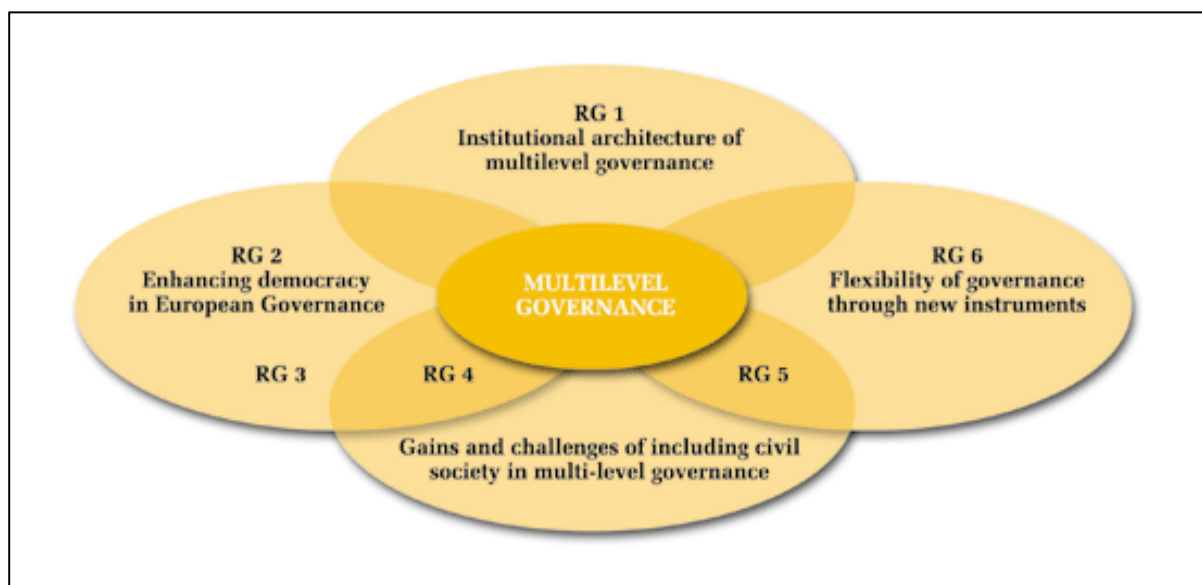 RG 1
Institutional architecture of
multilevel governance
RG 2
Enhancing democracy
in European Governance
MULTILEVEL
GOVERNANCE
RG 6
Flexibility of governance
through new instruments
RG 3
RG 4
RG 5
Gains and challenges of including civil
society in multi-level governance